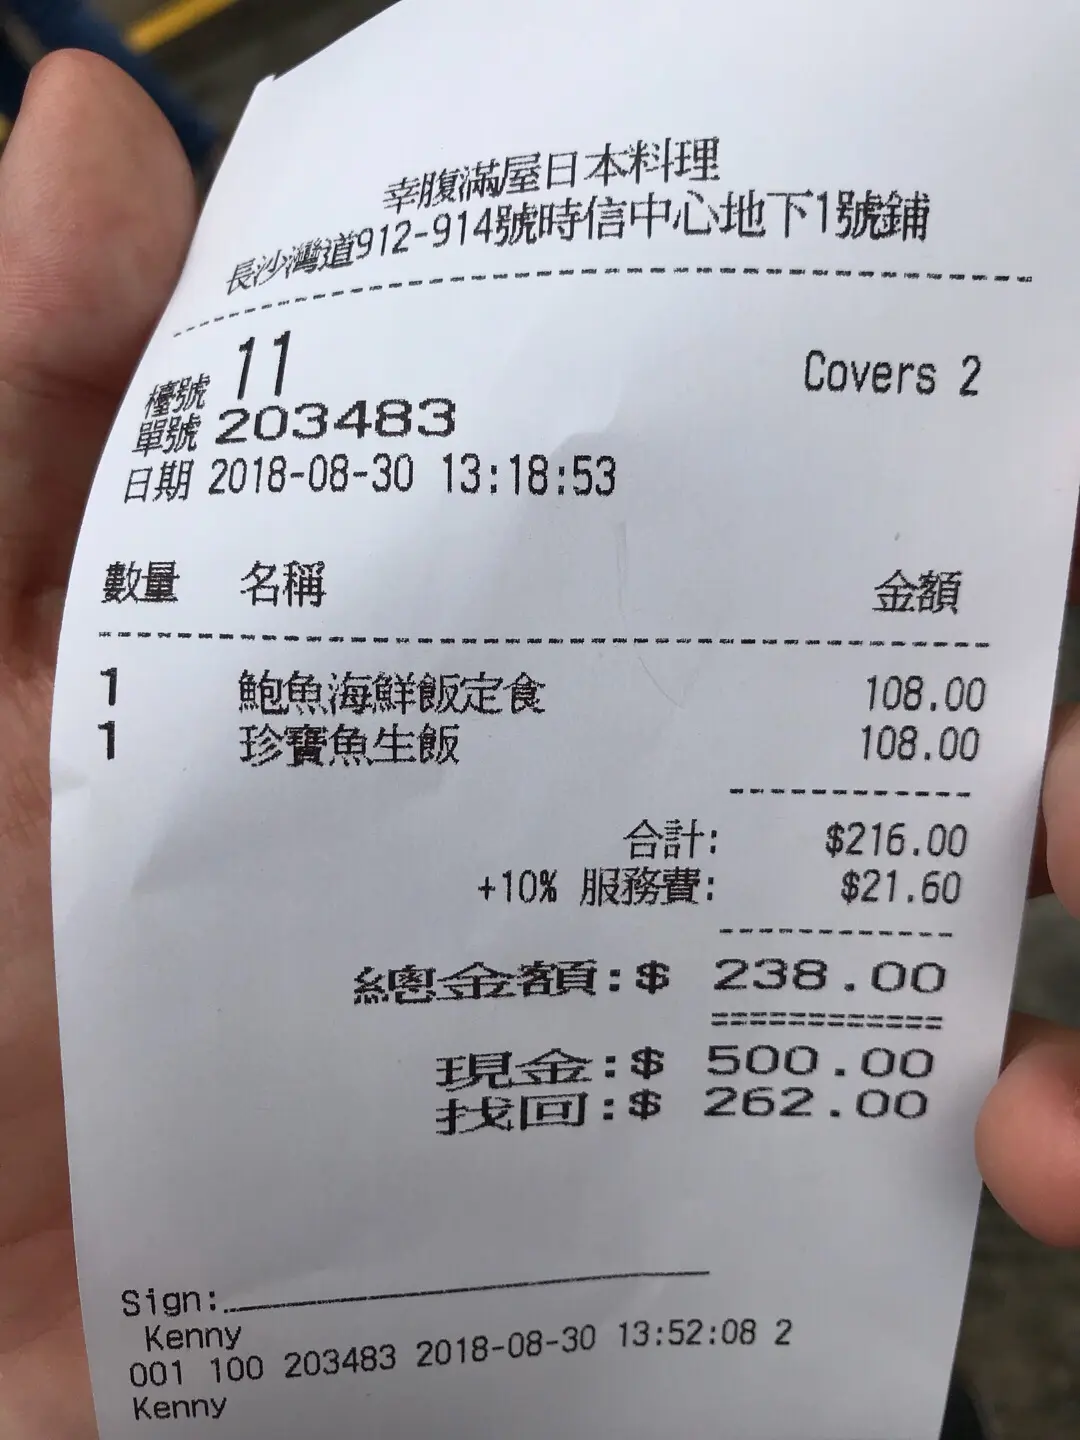 幸腹滿屋日本料理
長沙灣道912-914號時信中心地下1號鋪
檯號 11 Covers 2
單號 203483
日期 2018-08-30 13:18:53
數量 名稱 金額
1 鮑魚海鮮飯定食 108.00
1 珍寶魚生飯 108.00
合計: $216.00
+10% 服務費: $21.60
總金額:$ 238.00
現金:$ 500.00
找回:$ 262.00
Sign:
Kenny
001 100 203483 2018-08-30 13:52:08 2
Kenny